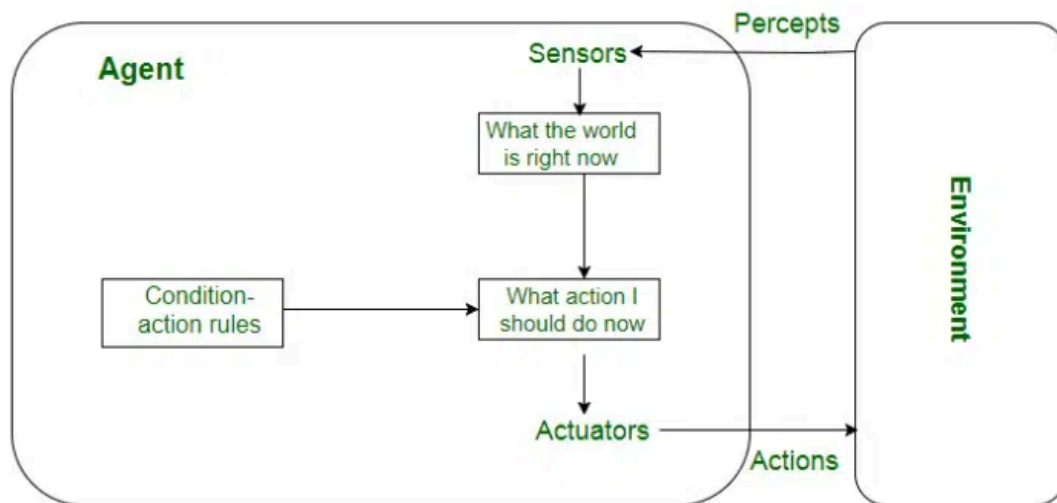 Percepts
Agent
Sensors
What the world
is right now
Environment
Condition-
action rules
What action I
should do now
Actuators
Actions